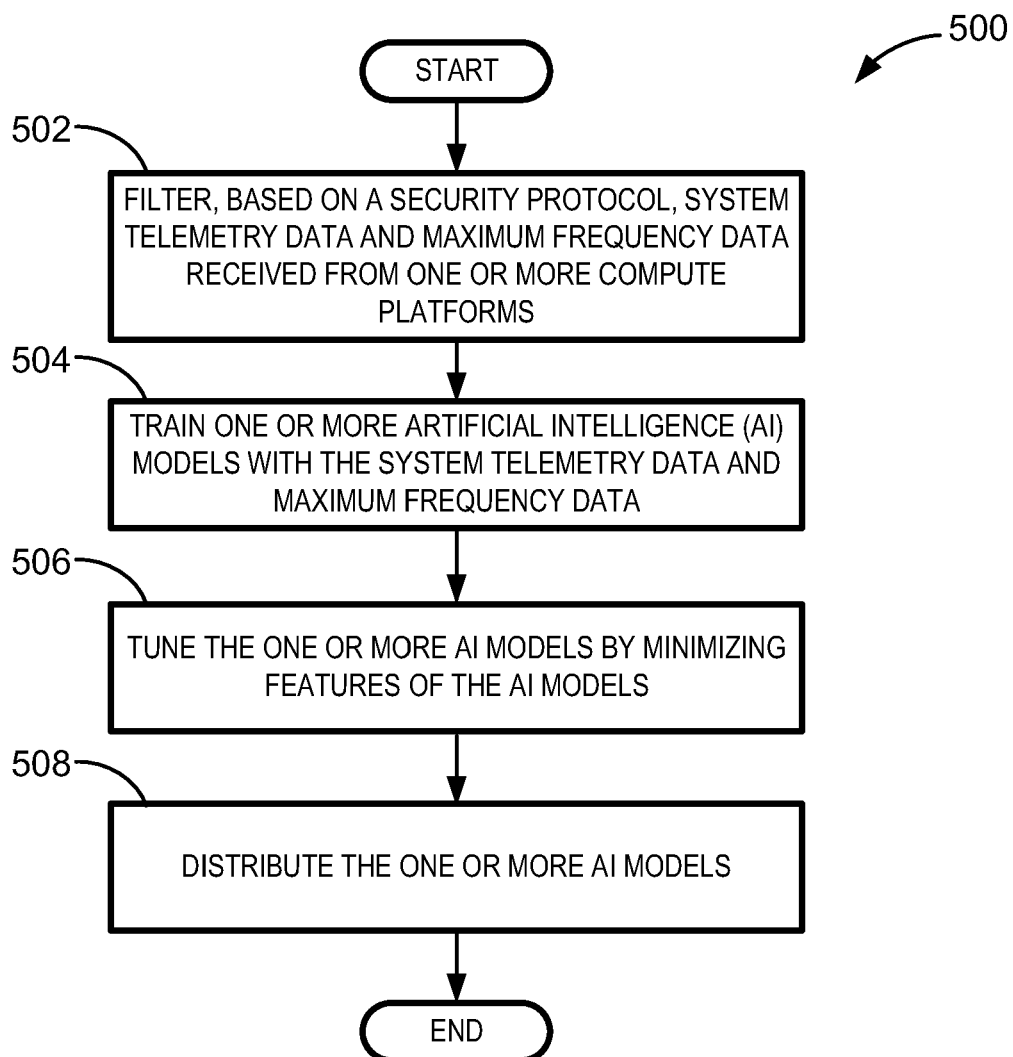 500
START
502
FILTER, BASED ON A SECURITY PROTOCOL, SYSTEM
TELEMETRY DATA AND MAXIMUM FREQUENCY DATA
RECEIVED FROM ONE OR MORE COMPUTE
PLATFORMS
504
TRAIN ONE OR MORE ARTIFICIAL INTELLIGENCE (AI)
MODELS WITH THE SYSTEM TELEMETRY DATA AND
MAXIMUM FREQUENCY DATA
506
TUNE THE ONE OR MORE AI MODELS BY MINIMIZING
FEATURES OF THE AI MODELS
508
DISTRIBUTE THE ONE OR MORE AI MODELS
END